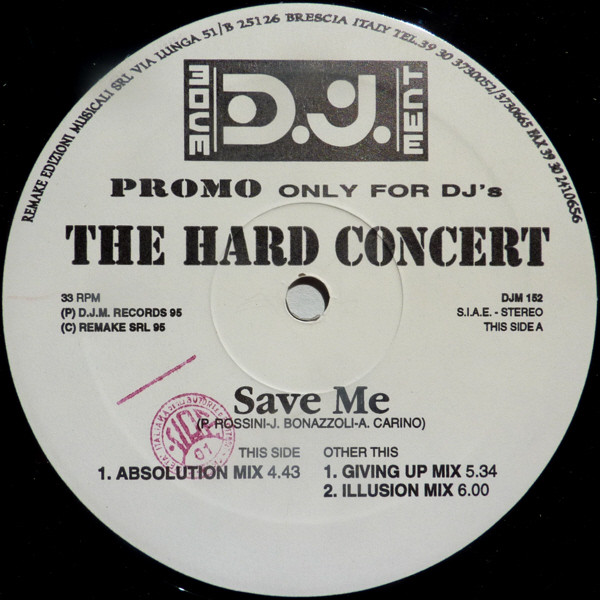 REMAKE EDIZIONI MUSICALI SRL VIA LUNGA 51/B 25126 BRESCIA ITALY TEL.39 30 3730052/3730665 FAX 39 30 2410656
MOVE D.J. MENT
PROMO ONLY FOR DJ's
THE HARD CONCERT
33 RPM
(P) D.J.M. RECORDS 95
(C) REMAKE SRL 95
DJM 152
S.I.A.E. - STEREO
THIS SIDE A
Save Me
(P. ROSSINI-J. BONAZZOLI-A. CARINO)
THIS SIDE
1. ABSOLUTION MIX 4.43
OTHER THIS
1. GIVING UP MIX 5.34
2. ILLUSION MIX 6.00
01